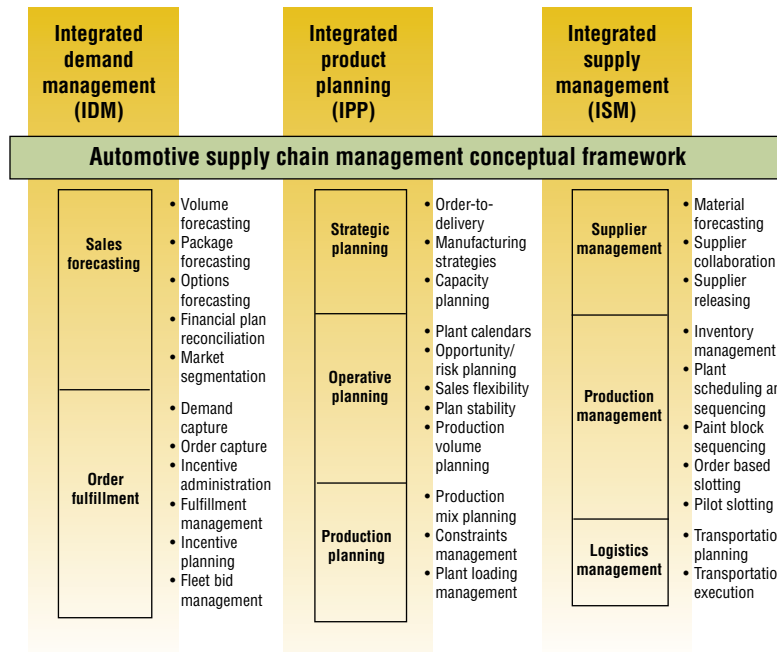 Integrated
demand
management
(IDM)
Integrated
product
planning
(IPP)
Integrated
supply
management
(ISM)
Automotive supply chain management conceptual framework
Sales
forecasting
• Volume
forecasting
• Package
forecasting
• Options
forecasting
• Financial plan
reconciliation
• Market
segmentation
Order
fulfillment
• Demand
capture
• Order capture
• Incentive
administration
• Fulfillment
management
• Incentive
planning
• Fleet bid
management
Strategic
planning
• Order-to-
delivery
• Manufacturing
strategies
• Capacity
planning
Operative
planning
• Plant calendars
• Opportunity/
risk planning
• Sales flexibility
• Plan stability
• Production
volume
planning
Production
planning
• Production
mix planning
• Constraints
management
• Plant loading
management
Supplier
management
• Material
forecasting
• Supplier
collaboration
• Supplier
releasing
Production
management
• Inventory
management
• Plant
scheduling an
sequencing
• Paint block
sequencing
• Order based
slotting
• Pilot slotting
Logistics
management
• Transportatio
planning
• Transportatio
execution